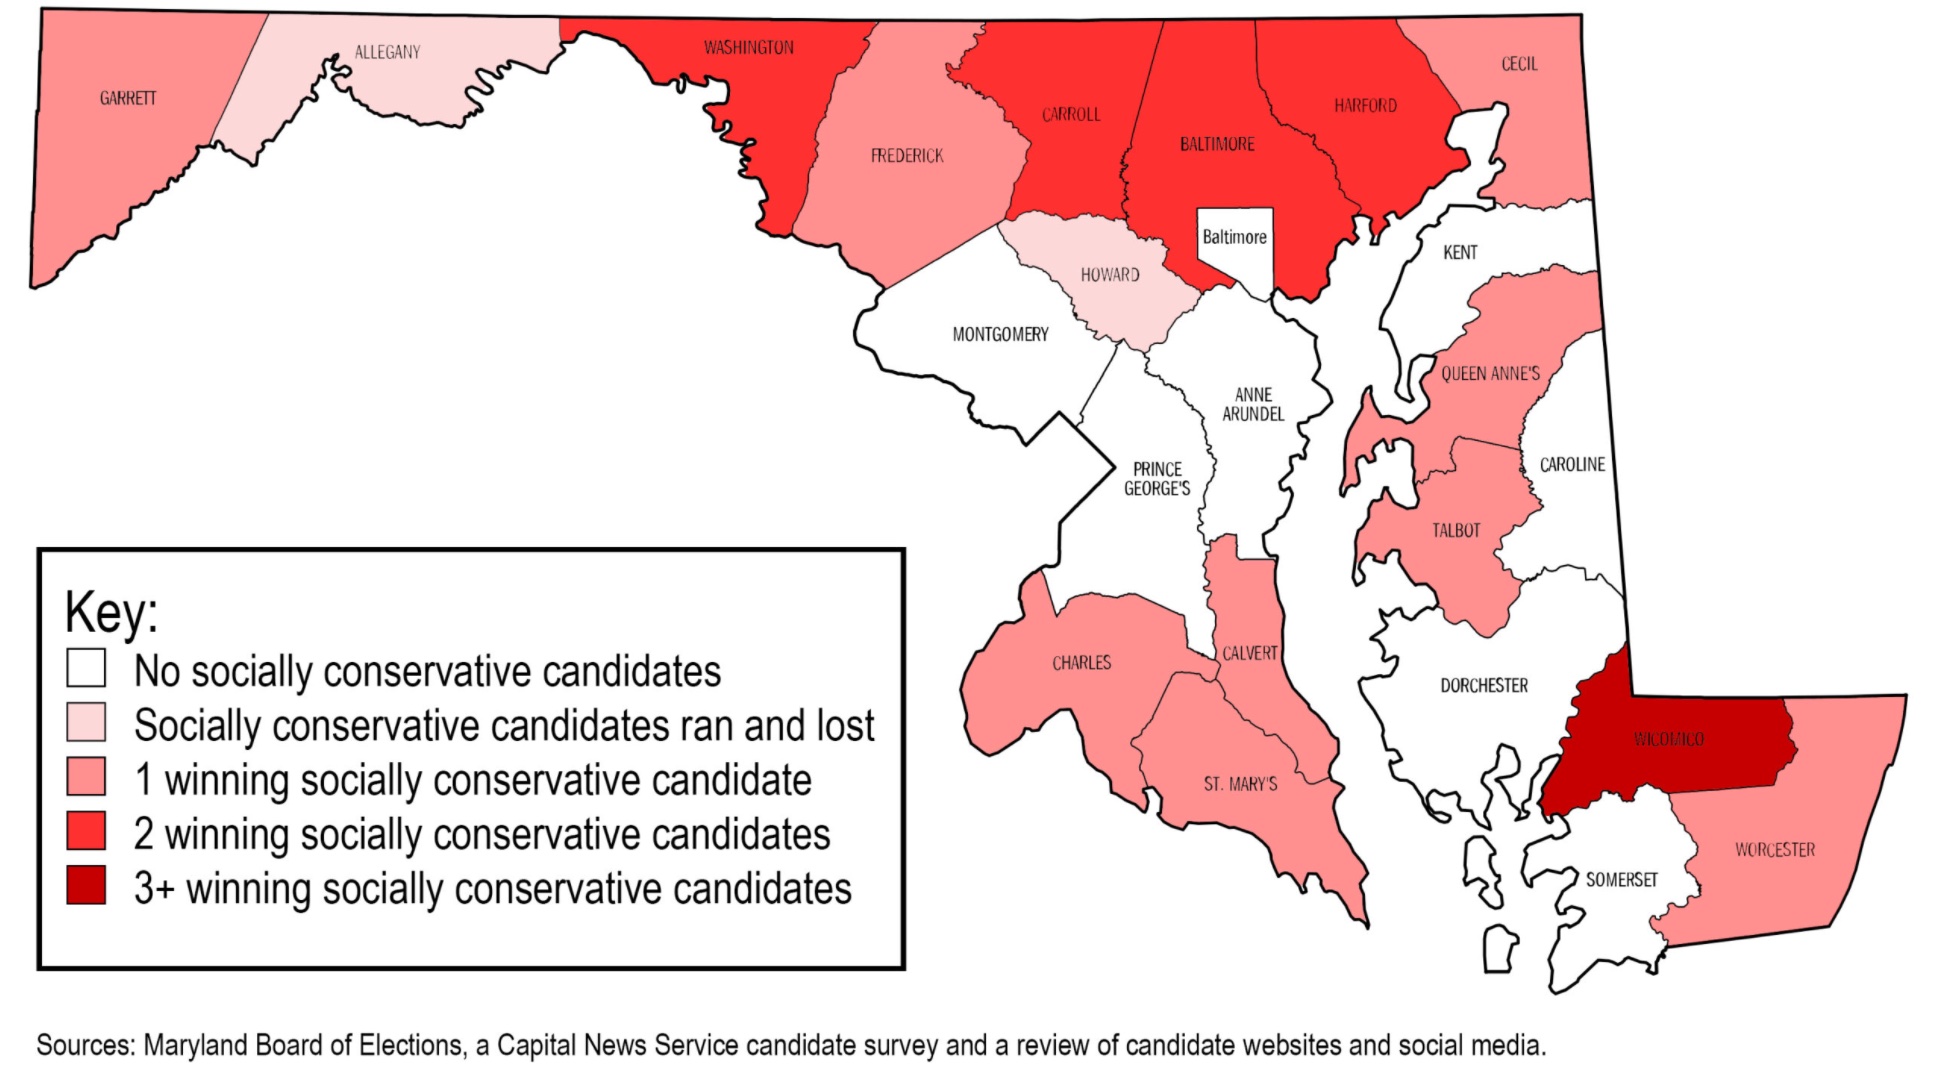 GARRETT
ALLEGANY
WASHINGTON
FREDERICK
CARROLL
BALTIMORE
HARFORD
CECIL
Baltimore
KENT
HOWARD
MONTGOMERY
QUEEN ANNE'S
ANNE
ARUNDEL
PRINCE
GEORGE'S
CAROLINE
TALBOT
CHARLES
CALVERT
DORCHESTER
WICOMICO
ST. MARY'S
WORCESTER
SOMERSET
Key:
No socially conservative candidates
Socially conservative candidates ran and lost
1 winning socially conservative candidate
2 winning socially conservative candidates
3+ winning socially conservative candidates
Sources: Maryland Board of Elections, a Capital News Service candidate survey and a review of candidate websites and social media.